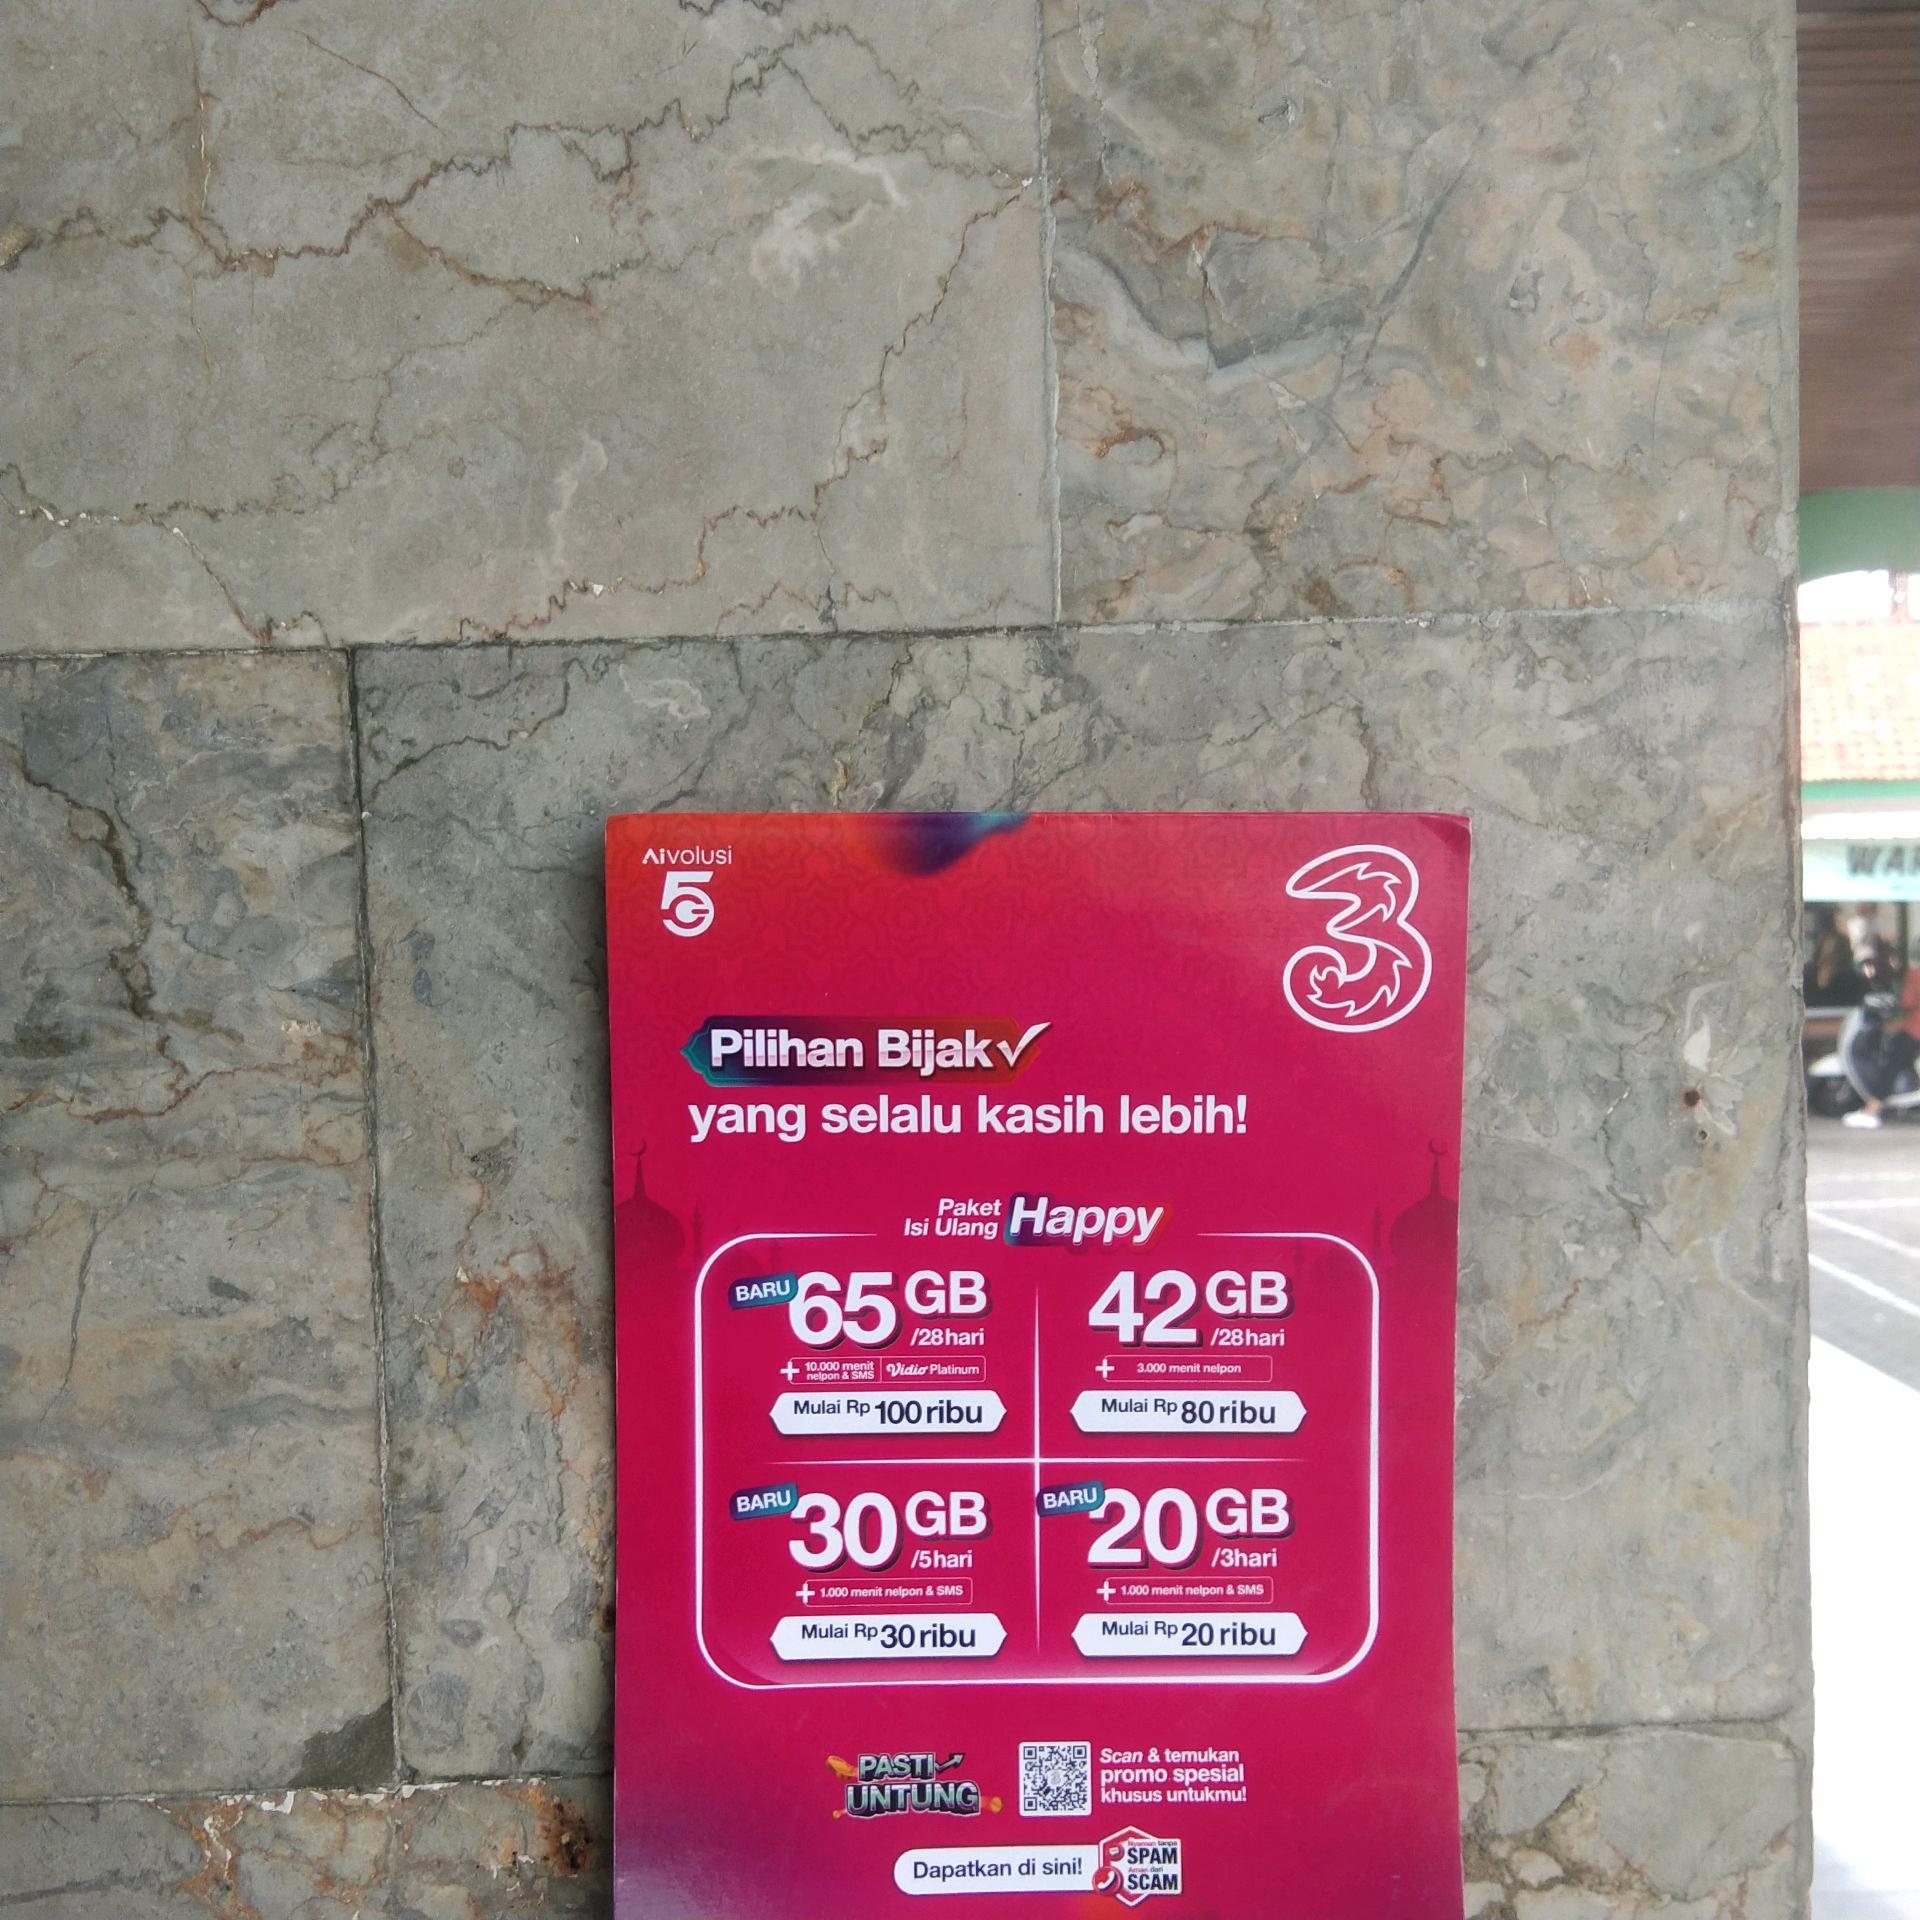 Aivolusi
5G
3
Pilihan Bijak
yang selalu kasih lebih!
Paket
Isi Ulang Happy
BARU 65 GB
/28hari
+ 10.000 menit
nelpon & SMS
Vidio Platinum
Mulai Rp 100 ribu
42 GB
/28hari
+ 3.000 menit nelpon
Mulai Rp 80 ribu
BARU 30 GB
/5hari
+ 1.000 menit nelpon & SMS
Mulai Rp 30 ribu
BARU 20 GB
/3hari
+ 1.000 menit nelpon & SMS
Mulai Rp 20 ribu
PASTI
UNTUNG
Scan & temukan
promo spesial
khusus untukmu!
Dapatkan di sini!
Nyaman tanpa
SPAM
Aman dari
SCAM